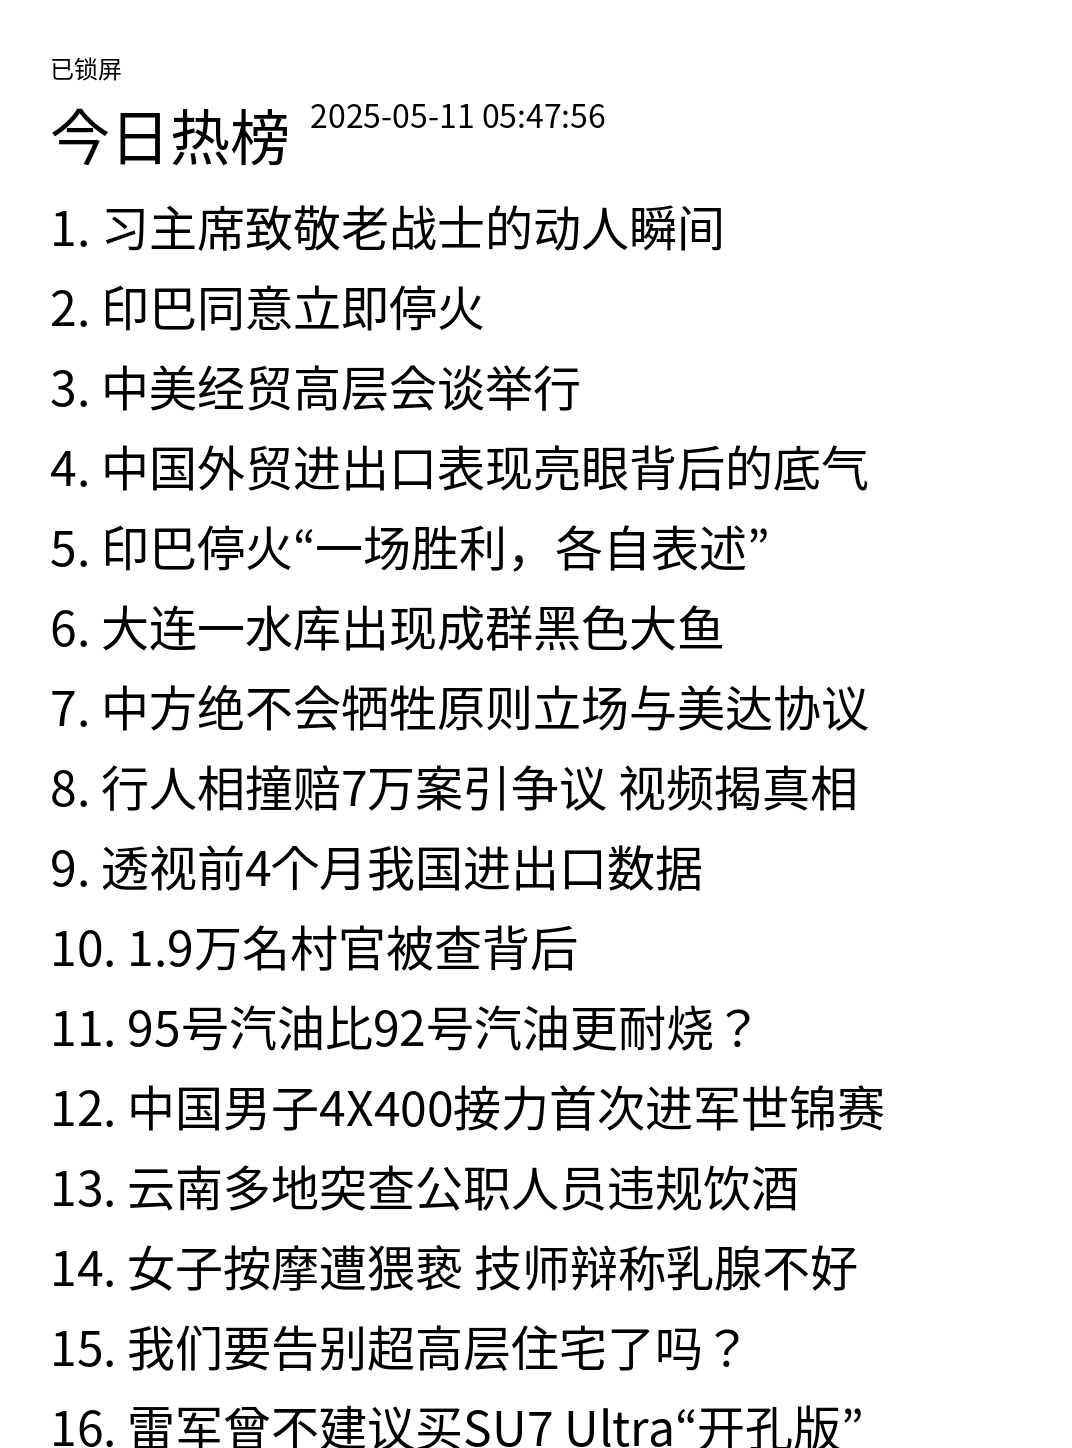 已锁屏
今日热榜 2025-05-11 05:47:56
1. 习主席致敬老战士的动人瞬间
2. 印巴同意立即停火
3. 中美经贸高层会谈举行
4. 中国外贸进出口表现亮眼背后的底气
5. 印巴停火“一场胜利，各自表述”
6. 大连一水库出现成群黑色大鱼
7. 中方绝不会牺牲原则立场与美达协议
8. 行人相撞赔7万案引争议 视频揭真相
9. 透视前4个月我国进出口数据
10. 1.9万名村官被查背后
11. 95号汽油比92号汽油更耐烧？
12. 中国男子4X400接力首次进军世锦赛
13. 云南多地突查公职人员违规饮酒
14. 女子按摩遭猥亵 技师辩称乳腺不好
15. 我们要告别超高层住宅了吗？
16. 雷军曾不建议买SU7 Ultra“开孔版”